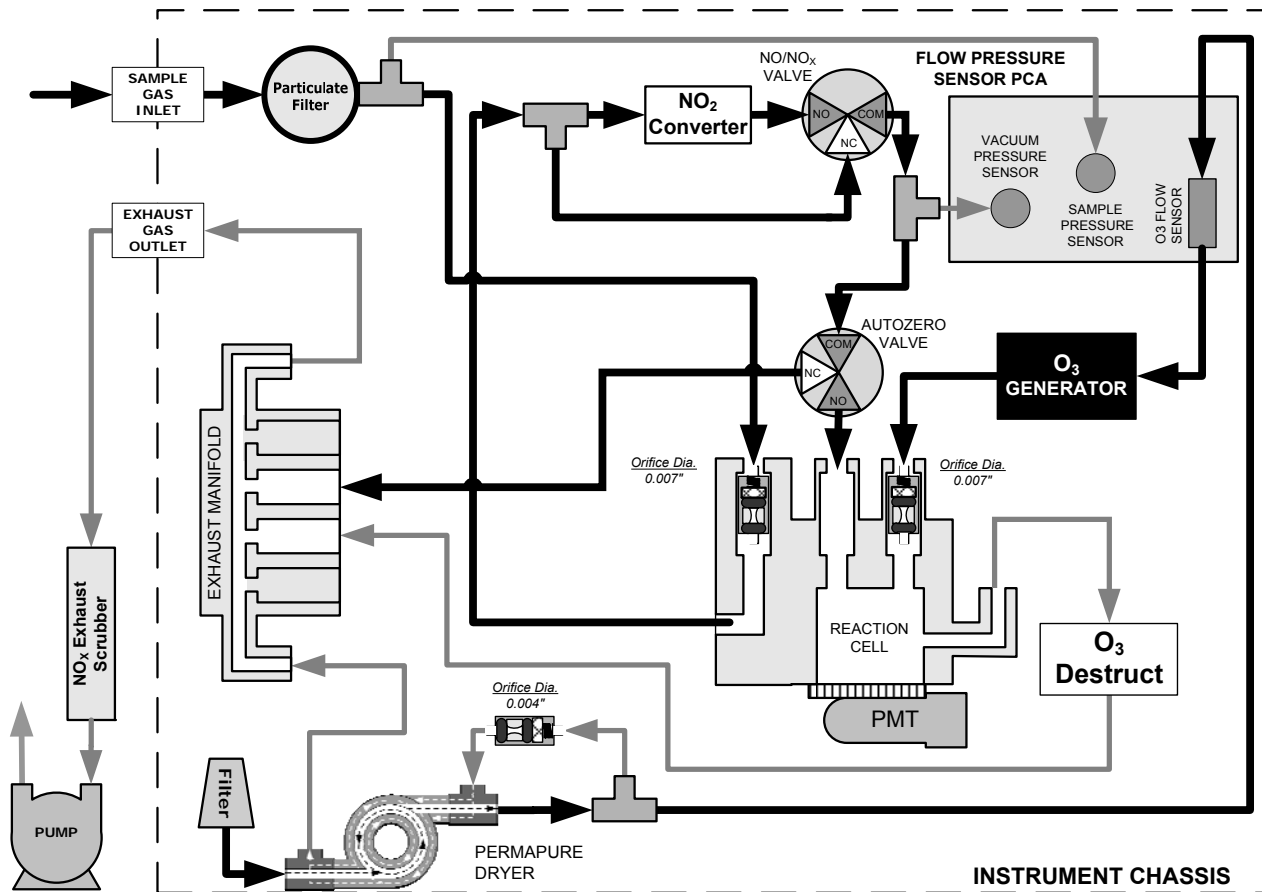 SAMPLE
GAS
INLET
Particulate
Filter
NO/NOX
VALVE
FLOW PRESSURE
SENSOR PCA
NO2
Converter
NO
COM
NC
VACUUM
PRESSURE
SENSOR
SAMPLE
PRESSURE
SENSOR
O3 FLOW
SENSOR
EXHAUST
GAS
OUTLET
AUTOZERO
VALVE
COM
NC
NO
O3
GENERATOR
EXHAUST MANIFOLD
Orifice Dia.
0.007"
Orifice Dia.
0.007"
NOX Exhaust
Scrubber
REACTION
CELL
O3
Destruct
Orifice Dia.
0.004"
PMT
Filter
PUMP
PERMAPURE
DRYER
INSTRUMENT CHASSIS